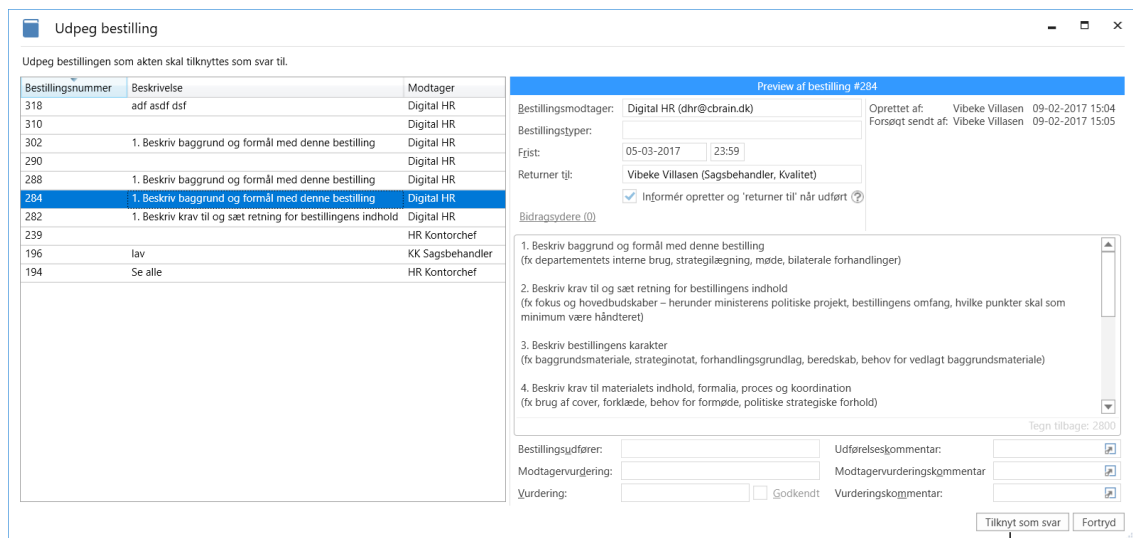 Udpeg bestilling
Udpeg bestillingen som akten skal tilknyttes som svar til.
Bestillingsnummer Beskrivelse Modtager
318 adf asdf dsf Digital HR
310 Digital HR
302 1. Beskriv baggrund og formål med denne bestilling Digital HR
290 Digital HR
288 1. Beskriv baggrund og formål med denne bestilling Digital HR
284 1. Beskriv baggrund og formål med denne bestilling Digital HR
282 1. Beskriv krav til og sæt retning for bestillingens indhold Digital HR
239 HR Kontorchef
196 lav KK Sagsbehandler
194 Se alle HR Kontorchef
Preview af bestilling #284
Bestillingsmodtager: Digital HR (dhr@cbrain.dk)
Bestillingstyper:
Frist: 05-03-2017 23:59
Returner til: Vibeke Villasen (Sagsbehandler, Kvalitet)
Informér opretter og 'returner til' når udført ?
Bidragsydere (0)
Oprettet af: Vibeke Villasen 09-02-2017 15:04
Forsøgt sendt af: Vibeke Villasen 09-02-2017 15:05
1. Beskriv baggrund og formål med denne bestilling
(fx departementets interne brug, strategilægning, møde, bilaterale forhandlinger)
2. Beskriv krav til og sæt retning for bestillingens indhold
(fx fokus og hovedbudskaber – herunder ministerens politiske projekt, bestillingens omfang, hvilke punkter skal som
minimum være håndteret)
3. Beskriv bestillingens karakter
(fx baggrundsmateriale, strateginotat, forhandlingsgrundlag, beredskab, behov for vedlagt baggrundsmateriale)
4. Beskriv krav til materialets indhold, formalia, proces og koordination
(fx brug af cover, forklæde, behov for formøde, politiske strategiske forhold)
Tegn tilbage: 2800
Bestillingsudfører: Udførelseskommentar:
Modtagervurdering: Modtagervurderingskommentar
Vurdering: Godkendt Vurderingskommentar:
Tilknyt som svar Fortryd